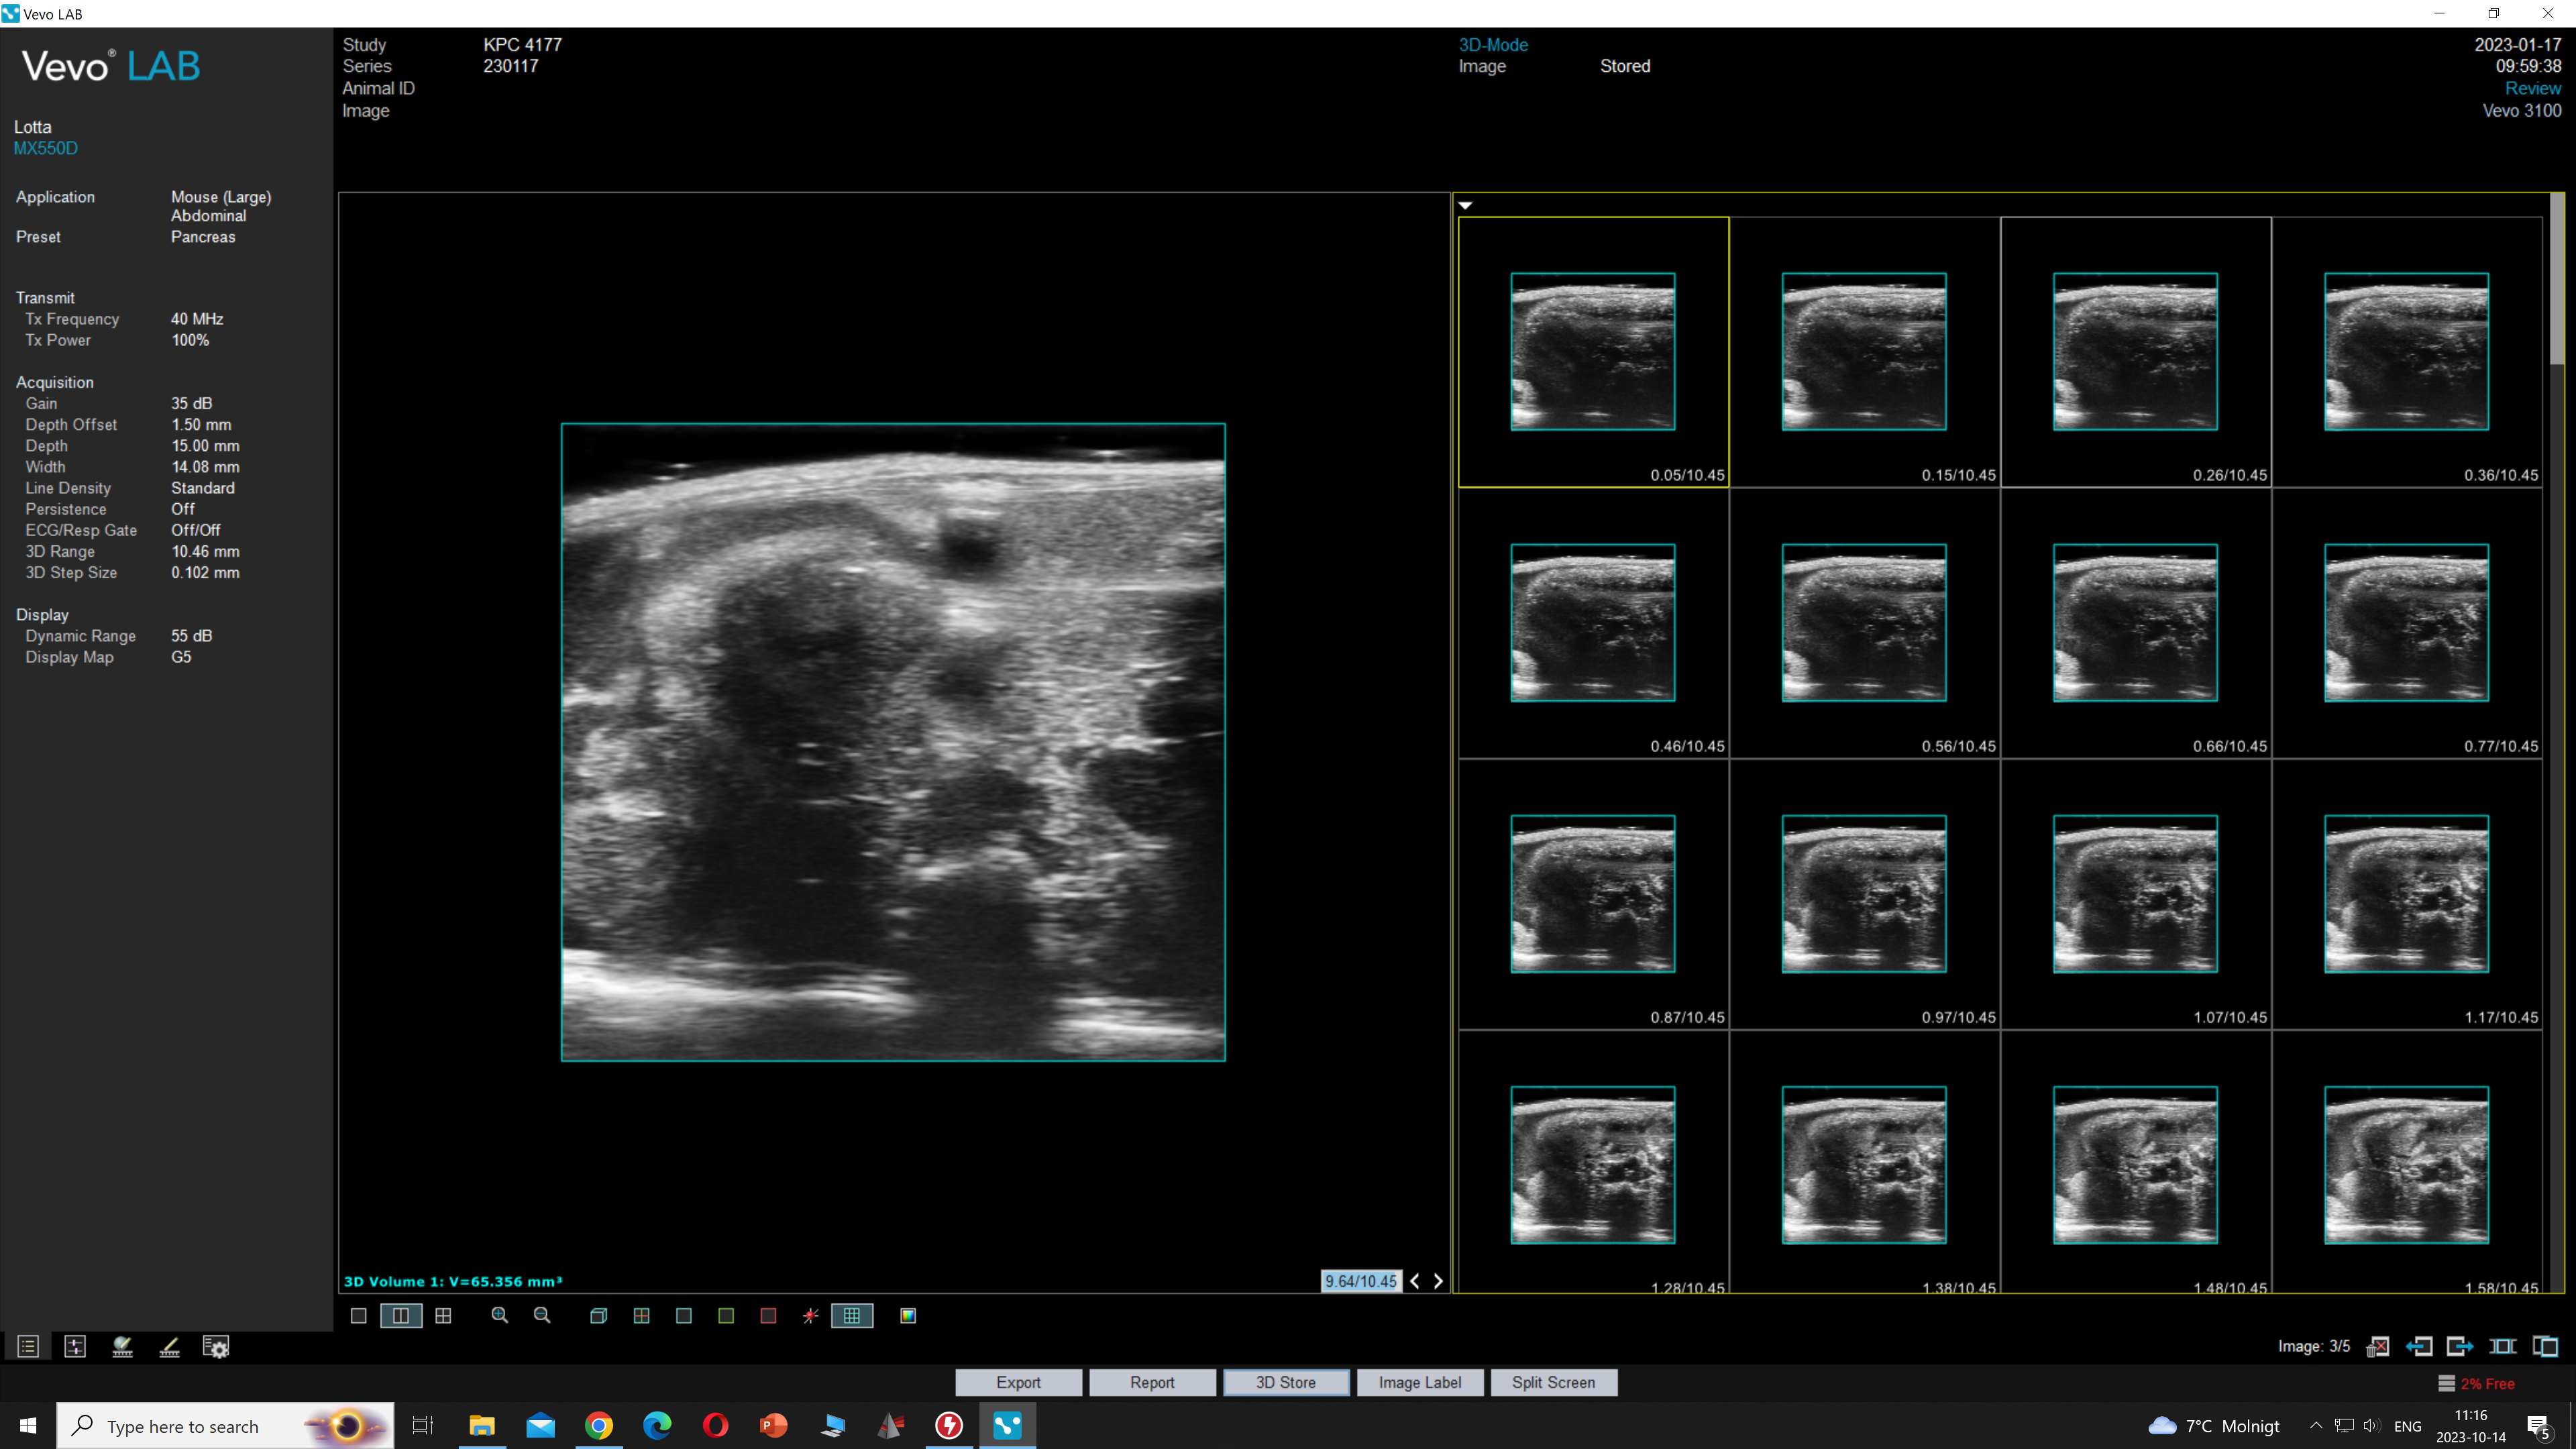 Vevo LAB
Vevo® LAB
Lotta
MX550D
Application Mouse (Large)
Abdominal
Preset Pancreas
Transmit
Tx Frequency 40 MHz
Tx Power 100%
Acquisition
Gain 35 dB
Depth Offset 1.50 mm
Depth 15.00 mm
Width 14.08 mm
Line Density Standard
Persistence Off
ECG/Resp Gate Off/Off
3D Range 10.46 mm
3D Step Size 0.102 mm
Display
Dynamic Range 55 dB
Display Map G5
Study KPC 4177
Series 230117
Animal ID
Image
3D-Mode
Image Stored
2023-01-17
09:59:38
Review
Vevo 3100
0.05/10.45 0.15/10.45 0.26/10.45 0.36/10.45
0.46/10.45 0.56/10.45 0.66/10.45 0.77/10.45
0.87/10.45 0.97/10.45 1.07/10.45 1.17/10.45
1.28/10.45 1.38/10.45 1.48/10.45 1.58/10.45
3D Volume 1: V=65.356 mm³
9.64/10.45
Image: 3/5
Export Report 3D Store Image Label Split Screen
2% Free
Type here to search
7°C Molnigt
ENG
11:16
2023-10-14
5